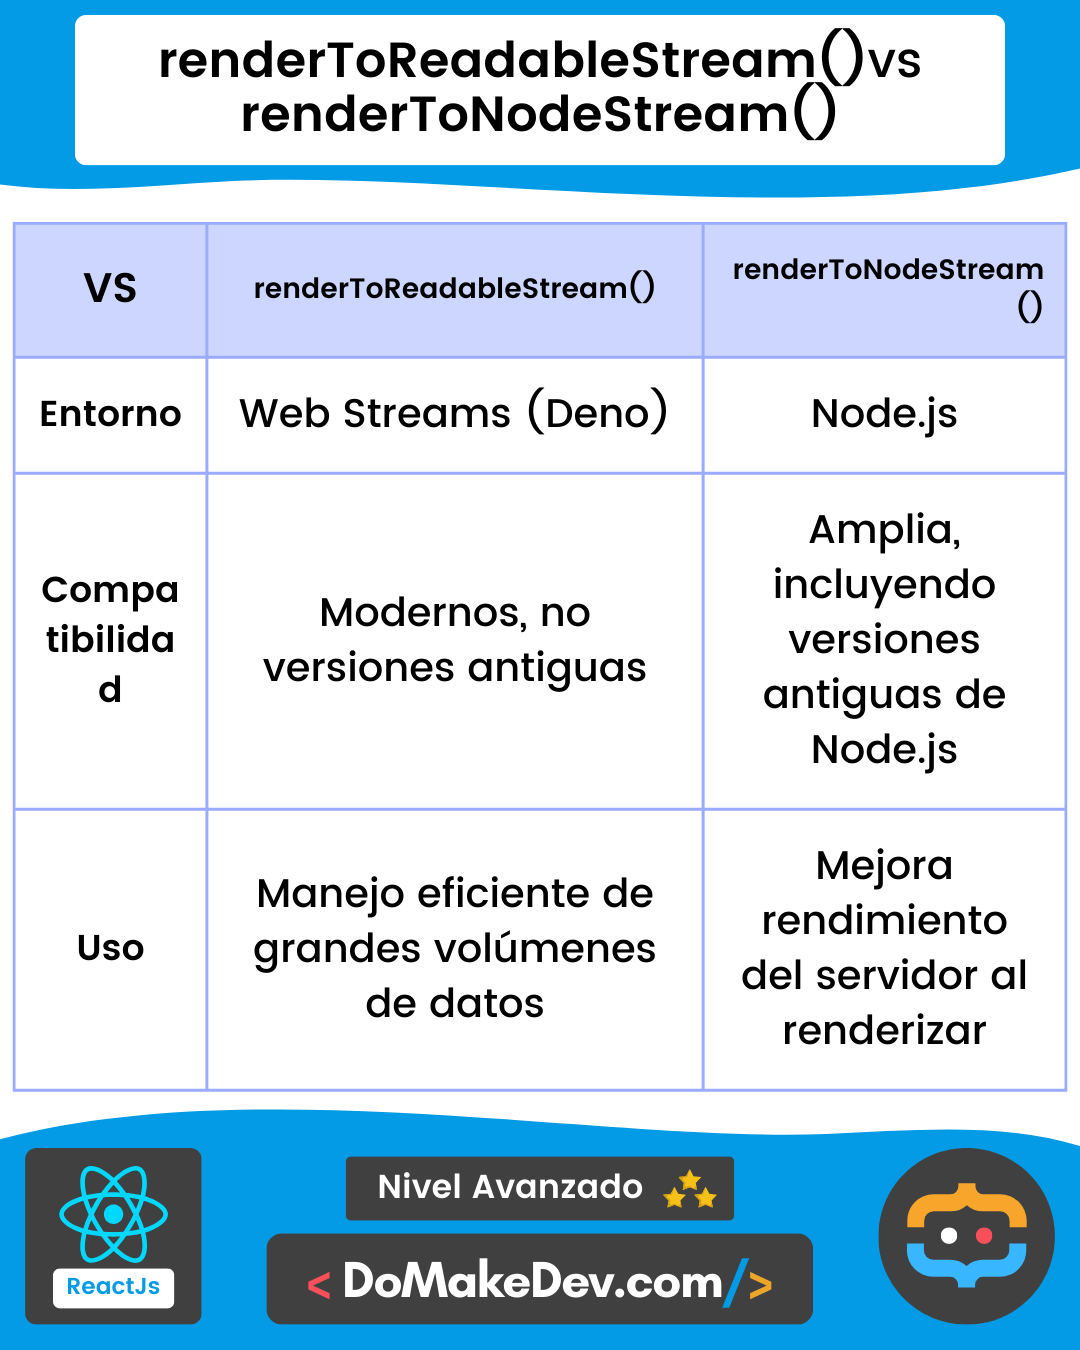 renderToReadableStream()vs
renderToNodeStream()
VS
renderToReadableStream()
renderToNodeStream
()
Entorno
Web Streams (Deno)
Node.js
Compa
tibilida
d
Modernos, no
versiones antiguas
Amplia,
incluyendo
versiones
antiguas de
Node.js
Uso
Manejo eficiente de
grandes volúmenes
de datos
Mejora
rendimiento
del servidor al
renderizar
ReactJs
Nivel Avanzado
< DoMakeDev.com/>